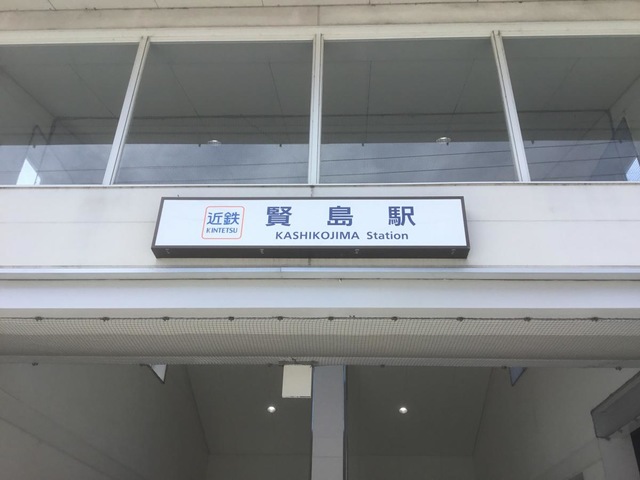 近鉄
KINTETSU
賢島駅
KASHIKOJIMA Station